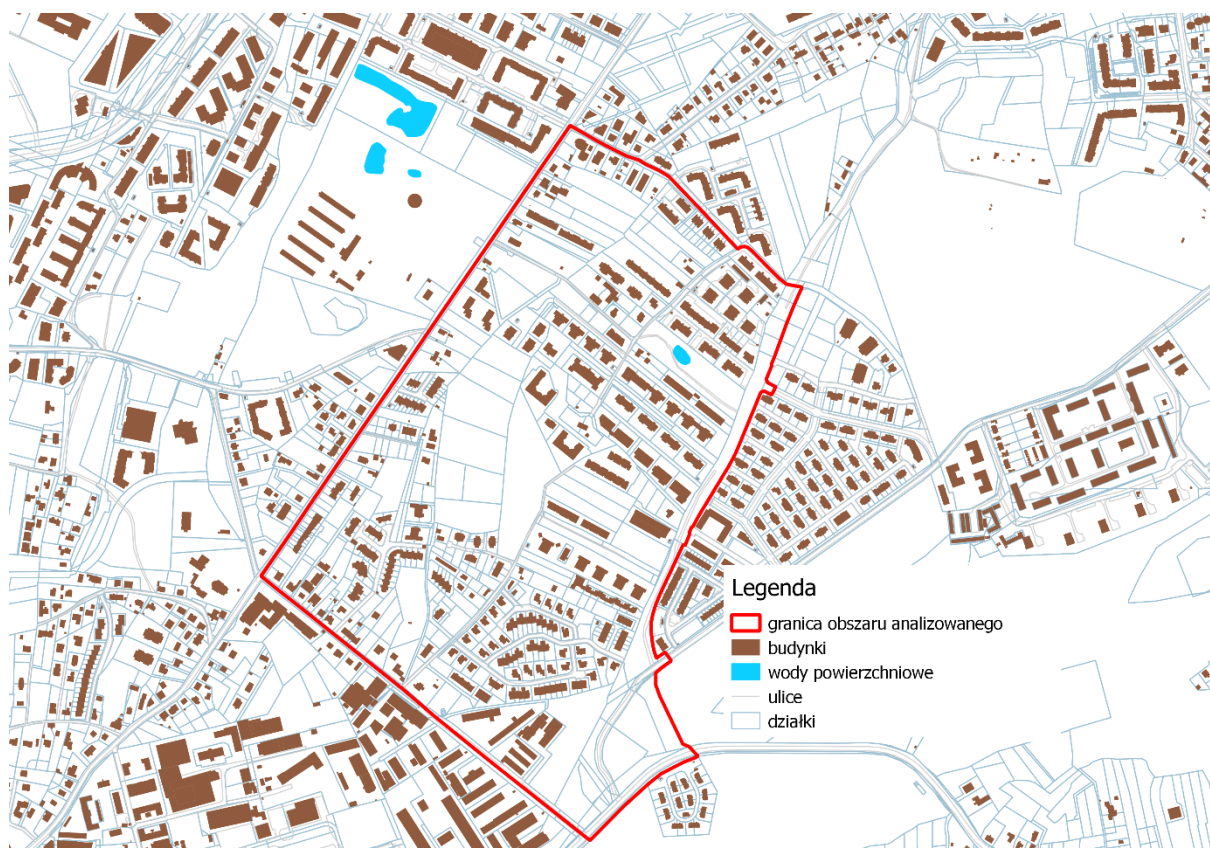 Legenda
granica obszaru analizowanego
budynki
wody powierzchniowe
ulice
działki